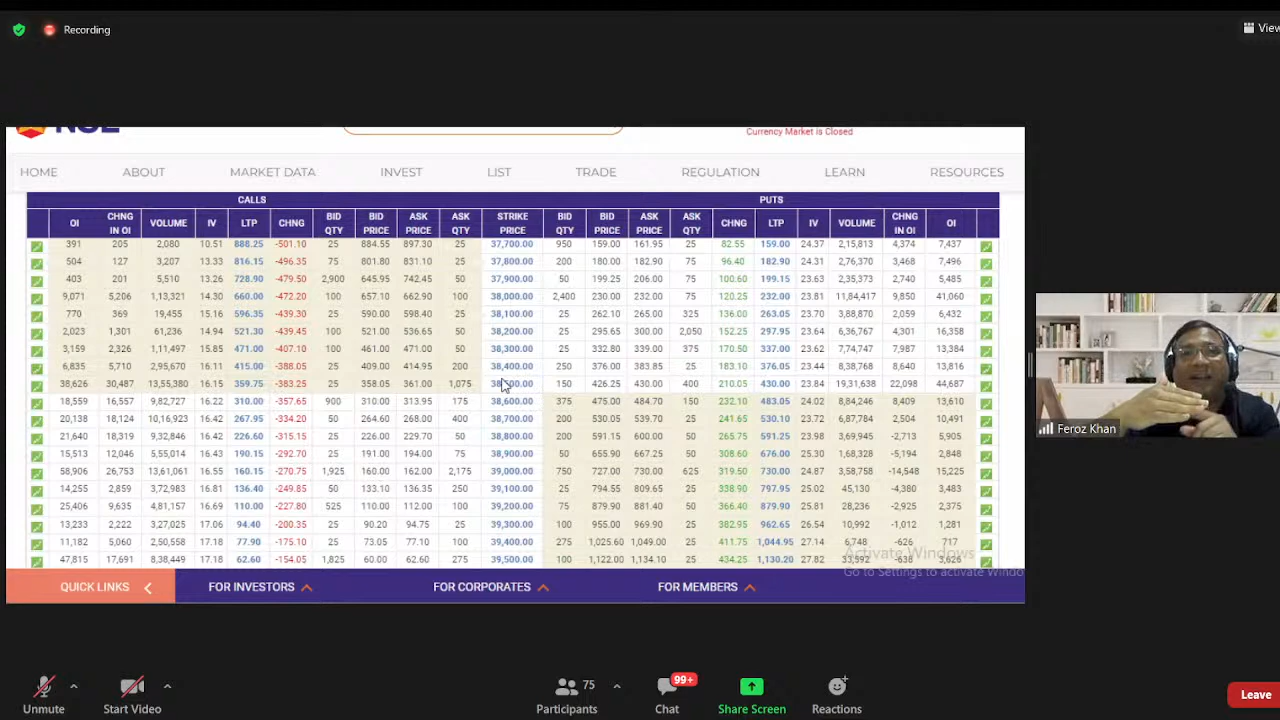 Recording
View
NSE
Currency Market is Closed
HOME ABOUT MARKET DATA INVEST LIST TRADE REGULATION LEARN RESOURCES
CALLS PUTS
OI CHNG IN OI VOLUME IV LTP CHNG BID QTY BID PRICE ASK PRICE ASK QTY STRIKE PRICE BID QTY BID PRICE ASK PRICE ASK QTY CHNG LTP IV VOLUME CHNG IN OI OI
391 205 2,080 10.51 888.25 -501.10 25 884.55 897.30 25 37,700.00 950 159.00 161.95 25 82.55 159.00 24.37 2,15,813 4,374 7,437
504 127 3,207 13.33 816.15 -496.35 75 801.80 831.10 25 37,800.00 200 180.00 182.90 75 96.40 182.90 24.31 2,76,370 3,468 7,496
403 201 5,510 13.26 728.90 -479.50 2,900 645.95 742.45 50 37,900.00 50 199.25 206.00 75 100.60 199.15 23.63 2,35,373 2,740 5,485
9,071 5,206 1,13,321 14.30 660.00 -472.20 100 657.10 662.90 100 38,000.00 2,400 230.00 232.00 75 120.25 232.00 23.81 11,84,417 9,850 41,060
770 369 19,455 15.16 596.35 -439.30 25 590.00 598.40 25 38,100.00 25 262.10 265.00 325 136.00 263.05 23.70 3,88,870 2,059 6,432
2,023 1,301 61,236 14.94 521.30 -439.45 100 521.00 536.65 50 38,200.00 25 295.65 300.00 2,050 152.25 297.95 23.64 6,36,767 4,301 16,358
3,159 2,326 1,11,497 15.85 471.00 -407.10 100 461.00 471.00 50 38,300.00 25 332.80 339.00 375 170.50 337.00 23.62 7,74,747 7,987 13,384
6,835 5,710 2,95,670 16.11 415.00 -388.05 25 409.00 414.95 200 38,400.00 250 376.00 383.85 25 183.10 376.05 23.44 8,38,768 8,640 13,816
38,626 30,487 13,55,380 16.15 359.75 -383.25 25 358.05 361.00 1,075 150 426.25 430.00 400 210.05 430.00 23.84 19,31,638 22,098 44,687
18,559 16,557 9,82,727 16.22 310.00 -357.65 900 310.00 313.95 175 38,600.00 375 475.00 484.70 150 232.10 483.05 24.02 8,84,246 8,409 13,610
20,138 18,124 10,16,923 16.42 267.95 -334.20 50 264.60 268.00 400 38,700.00 200 530.05 539.70 25 241.65 530.10 23.72 6,87,784 2,504 10,491
21,640 18,319 9,32,846 16.42 226.60 -315.15 25 226.00 229.70 50 38,800.00 200 591.15 600.00 50 265.75 591.25 23.98 3,69,945 -2,713 5,905
15,513 12,046 5,55,014 16.43 190.15 -292.70 25 191.00 194.00 75 38,900.00 50 655.90 667.25 50 308.60 676.00 25.30 1,68,328 -5,194 2,848
58,906 26,753 13,61,061 16.55 160.15 -270.75 1,925 160.00 162.00 2,175 39,000.00 750 727.00 730.00 625 319.50 730.00 24.87 3,58,758 -14,548 15,225
14,255 2,859 3,72,983 16.81 136.40 -249.85 50 133.10 136.35 250 39,100.00 25 794.55 809.65 25 338.90 797.95 25.02 45,130 -4,380 3,483
25,406 9,635 4,81,157 16.69 110.00 -227.80 525 110.00 112.00 100 39,200.00 50 879.00 881.40 50 366.40 879.90 25.81 28,236 -2,925 2,375
13,233 2,222 3,27,025 17.06 94.40 -200.35 25 90.20 94.75 25 39,300.00 100 955.00 969.90 25 382.95 962.65 26.54 10,992 -1,012 1,281
11,182 5,060 2,50,558 17.18 77.90 -175.10 25 73.05 77.10 100 39,400.00 275 1,025.60 1,049.00 25 411.75 1,044.95 27.14 6,748 -626 717
47,815 17,691 8,38,449 17.18 62.60 -154.05 1,825 60.00 62.60 275 39,500.00 100 1,122.00 1,134.10 25 434.25 1,130.20 27.82 33,592 -638 3,626
Activate Windows
Go to Settings to activate Windo
QUICK LINKS FOR INVESTORS FOR CORPORATES FOR MEMBERS
Feroz Khan
99+
75
Unmute Start Video Participants Chat Share Screen Reactions Leave